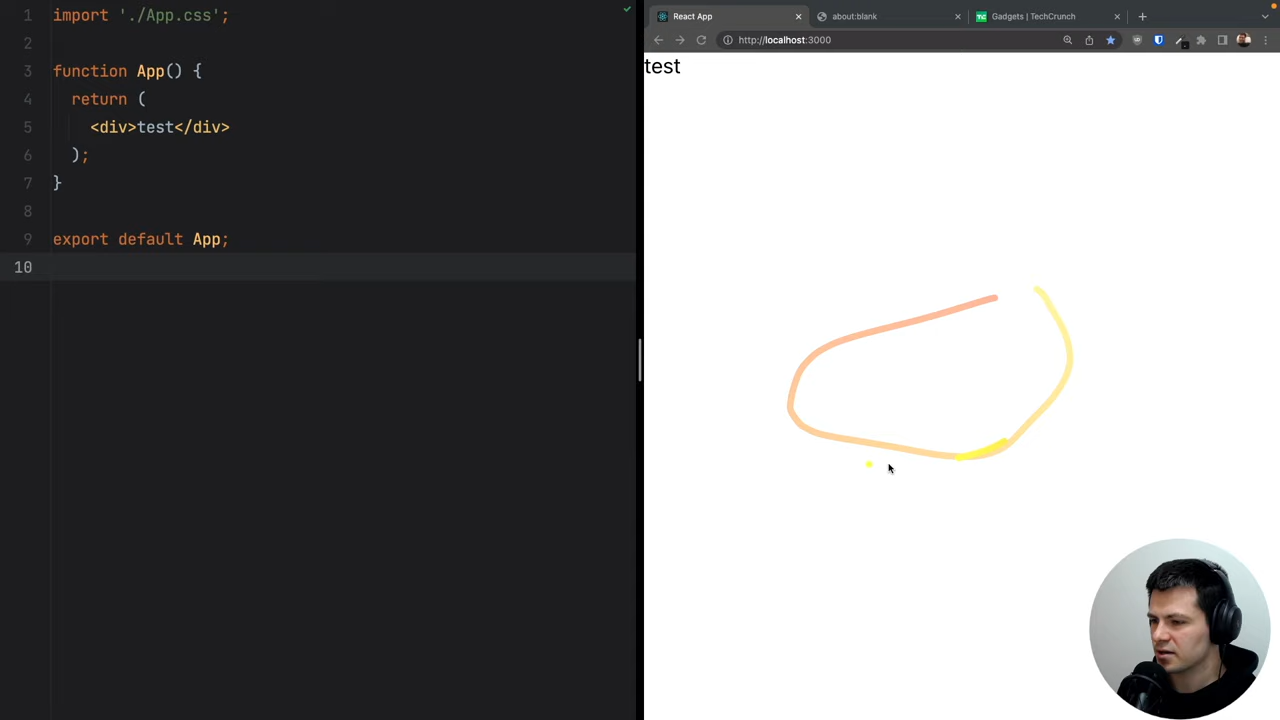 1 import './App.css';
2
3 function App() {
4 return (
5 <div>test</div>
6 );
7 }
8
9 export default App;
10
React App
about:blank
Gadgets | TechCrunch
http://localhost:3000
test